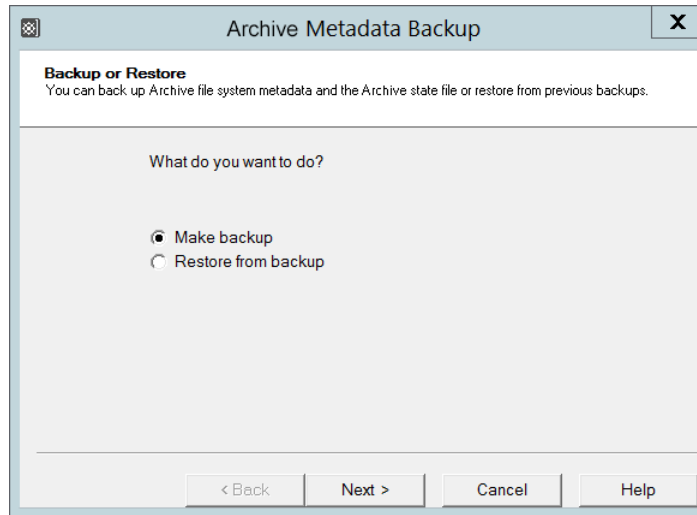 Archive Metadata Backup
X
Backup or Restore
You can back up Archive file system metadata and the Archive state file or restore from previous backups.
What do you want to do?
Make backup
Restore from backup
< Back
Next >
Cancel
Help